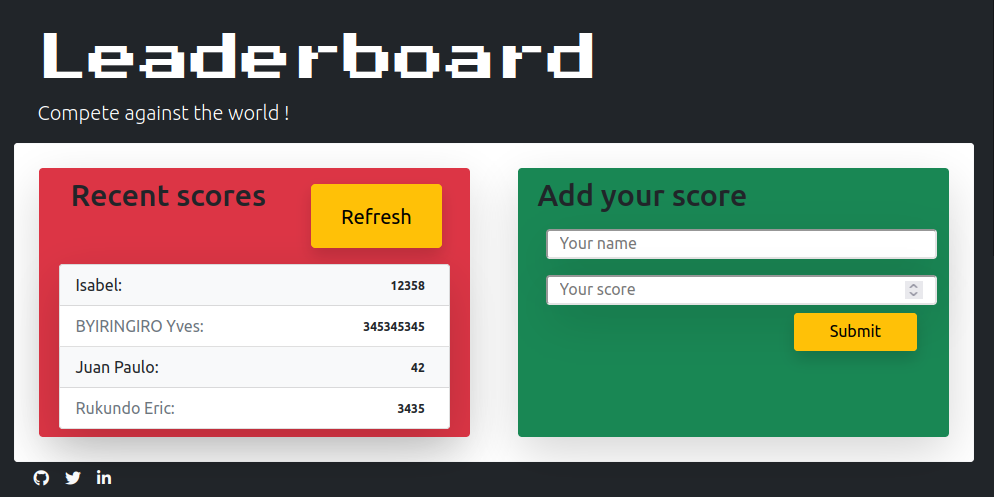 Leaderboard
Compete against the world !
Recent scores
Refresh
Isabel: 12358
BYIRINGIRO Yves: 345345345
Juan Paulo: 42
Rukundo Eric: 3435
Add your score
Your name
Your score
Submit